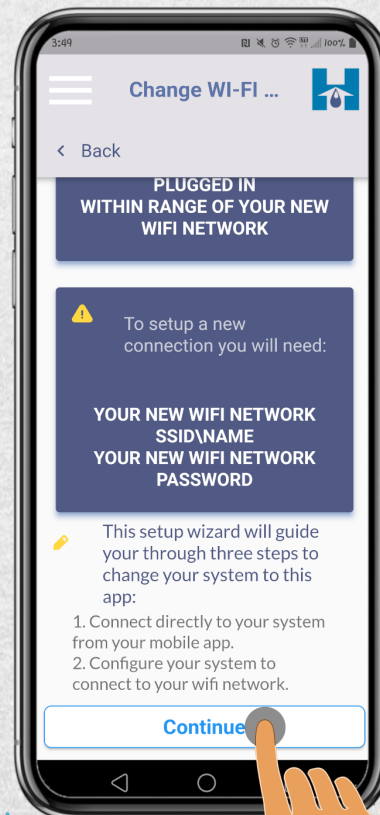 3:49
100%
Change WI-FI ...
H
< Back
PLUGGED IN
WITHIN RANGE OF YOUR NEW
WIFI NETWORK
To setup a new
connection you will need:
YOUR NEW WIFI NETWORK
SSID\NAME
YOUR NEW WIFI NETWORK
PASSWORD
This setup wizard will guide
your through three steps to
change your system to this
app:
1. Connect directly to your system
from your mobile app.
2. Configure your system to
connect to your wifi network.
Continue